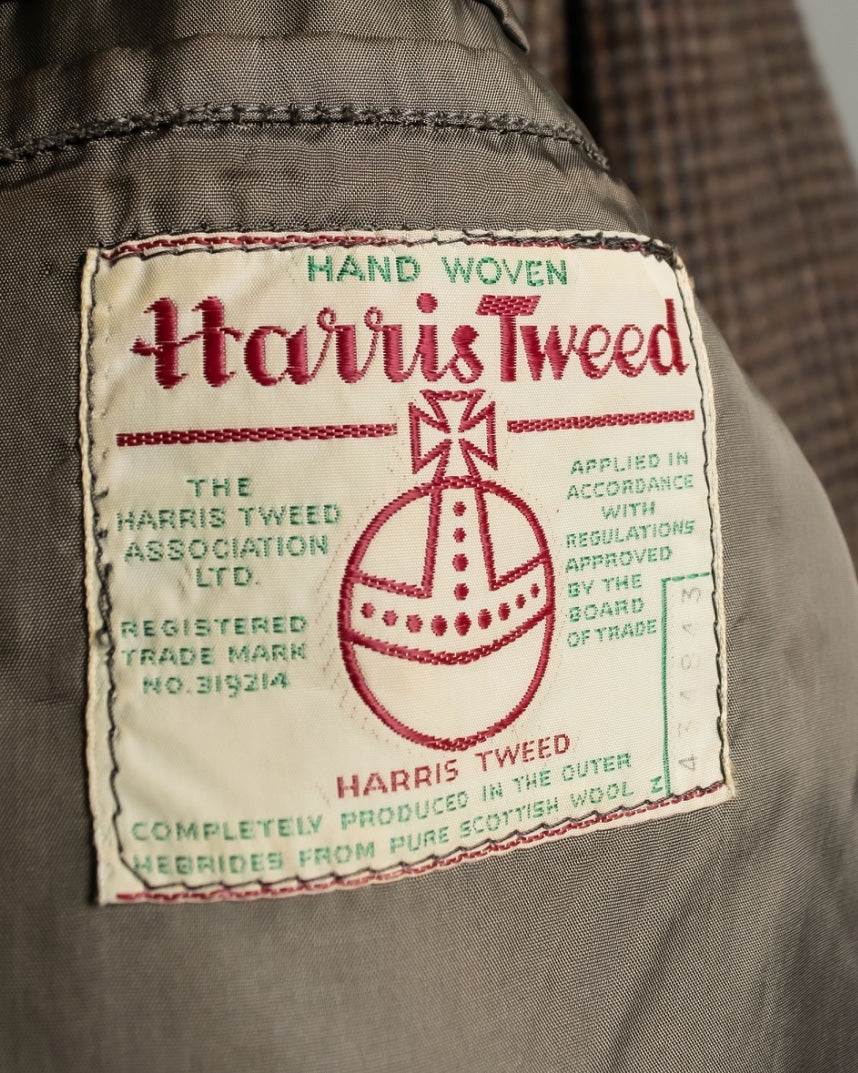 HAND WOVEN
Harris Tweed
THE
HARRIS TWEED
ASSOCIATION
LTD.
REGISTERED
TRADE MARK
NO. 319214
APPLIED IN
ACCORDANCE
WITH
REGULATIONS
APPROVED
BY THE
BOARD
OF TRADE
HARRIS TWEED
COMPLETELY PRODUCED IN THE OUTER
HEBRIDES FROM PURE SCOTTISH WOOL
N